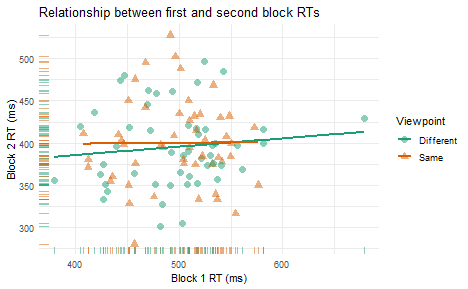 Relationship between first and second block RTs
Block 2 RT (ms)
500
450
400
350
300
400
500
600
Block 1 RT (ms)
Viewpoint
Different
Same